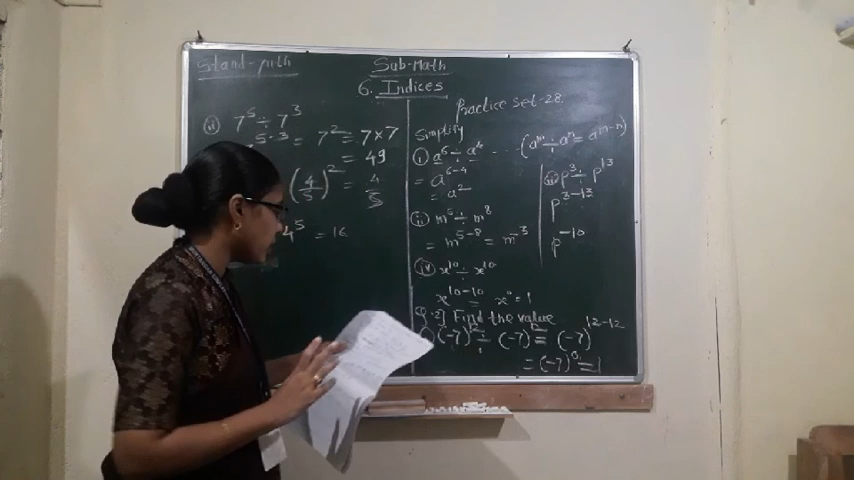 Stand-
Sub-Math
6. Indices
Practice set-28
(ii) 7⁵ ÷ 7³
5-3 = 7² = 7×7
= 49
(4/5)² = 4/5
4⁵ = 16
Simplify
(i) a⁶ ÷ a⁴ ---- (aᵐ ÷ aⁿ = aᵐ⁻ⁿ)
= a⁶⁻⁴
= a²
(ii) m⁵ ÷ m⁸
= m⁵⁻⁸ = m⁻³
(iii) p³ ÷ p¹³
p³⁻¹³
p⁻¹⁰
(iv) x¹⁰ ÷ x¹⁰
x¹⁰⁻¹⁰ = x⁰ = 1
Q.2] Find the value
(-7)¹² ÷ (-7)¹² = (-7)¹²⁻¹²
= (-7)⁰ = 1